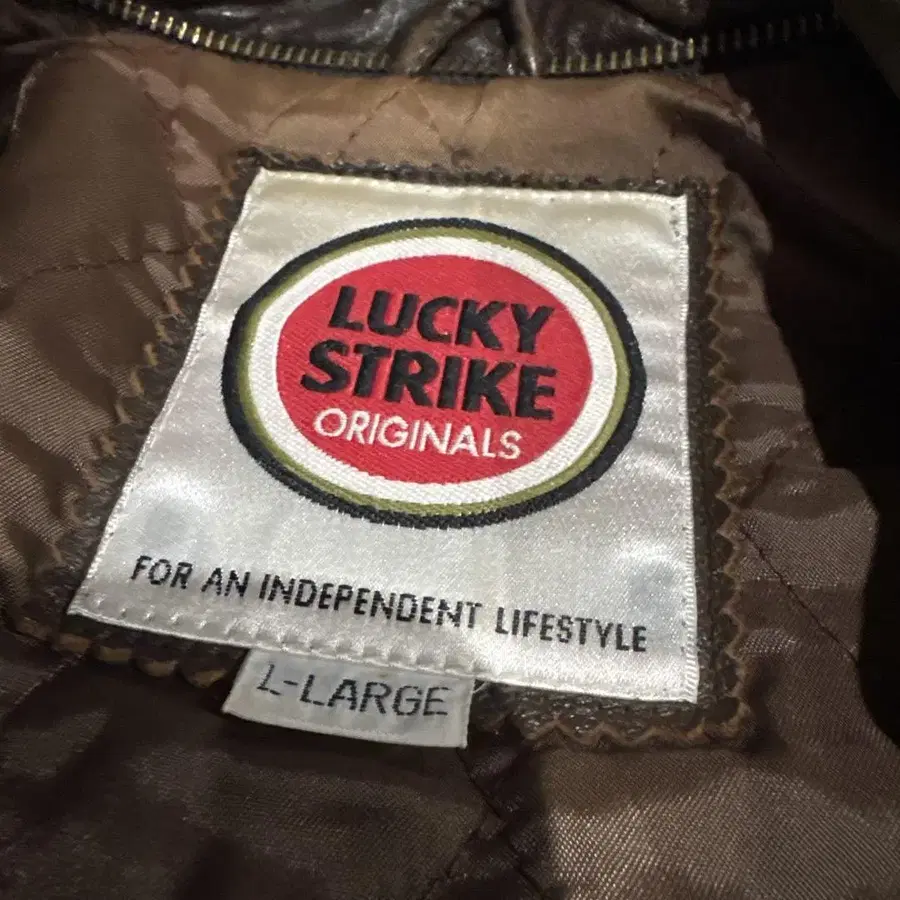 LUCKY
STRIKE
ORIGINALS
FOR AN INDEPENDENT LIFESTYLE
L-LARGE